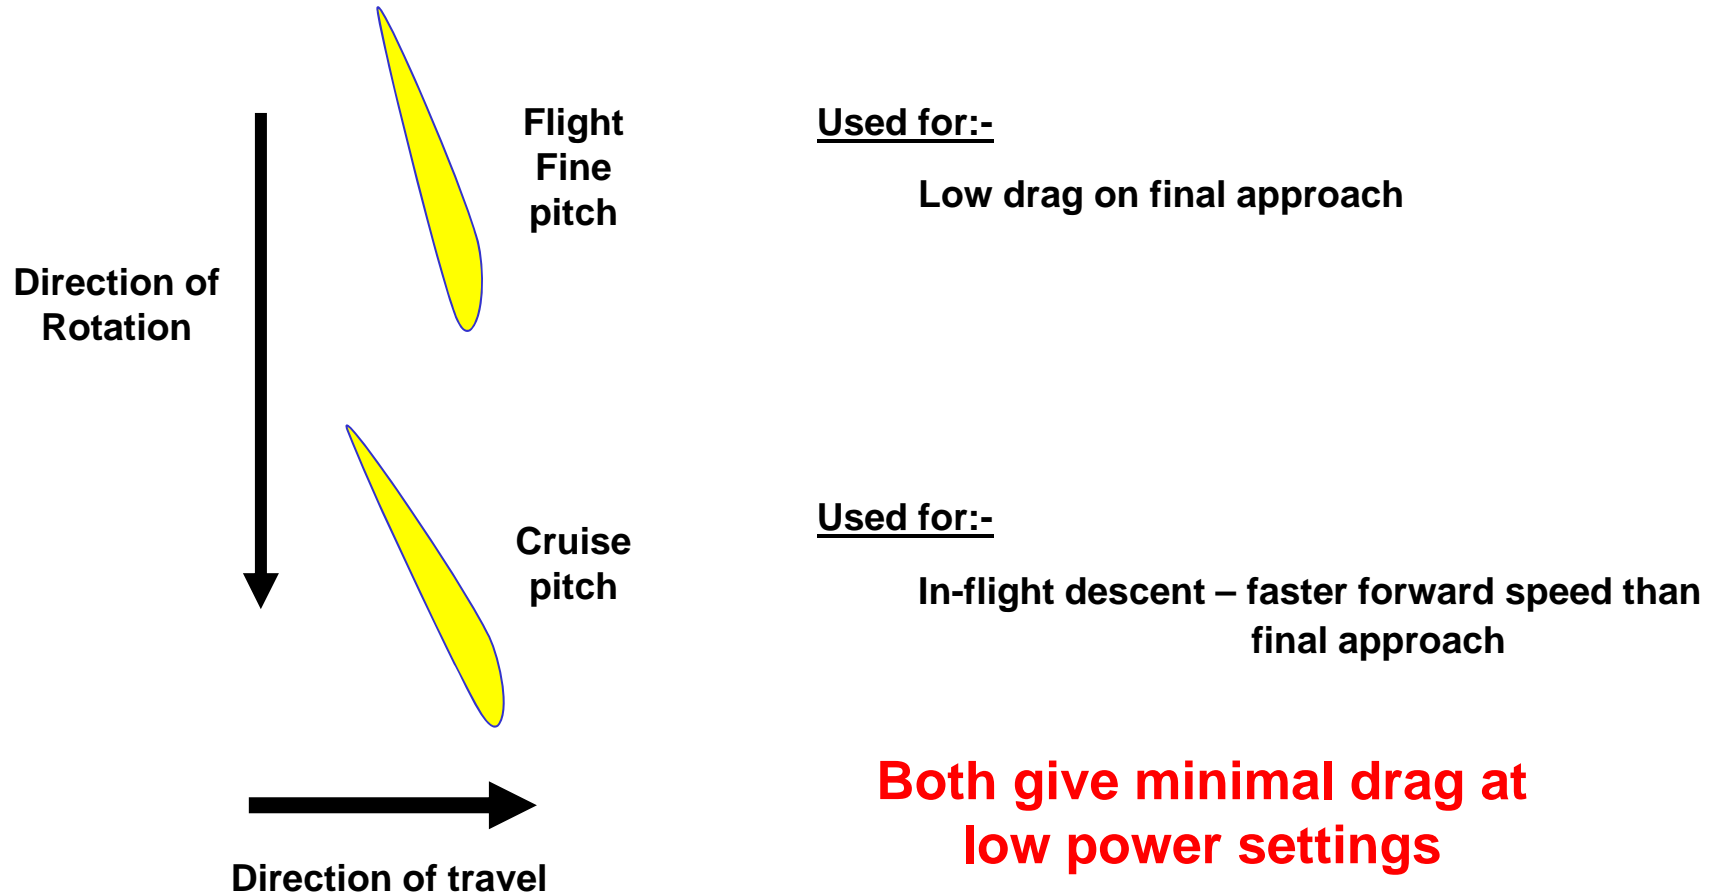 Flight
Fine
pitch
Used for:-
Low drag on final approach
Direction of
Rotation
Cruise
pitch
Used for:-
In-flight descent – faster forward speed than
final approach
Both give minimal drag at
low power settings
Direction of travel